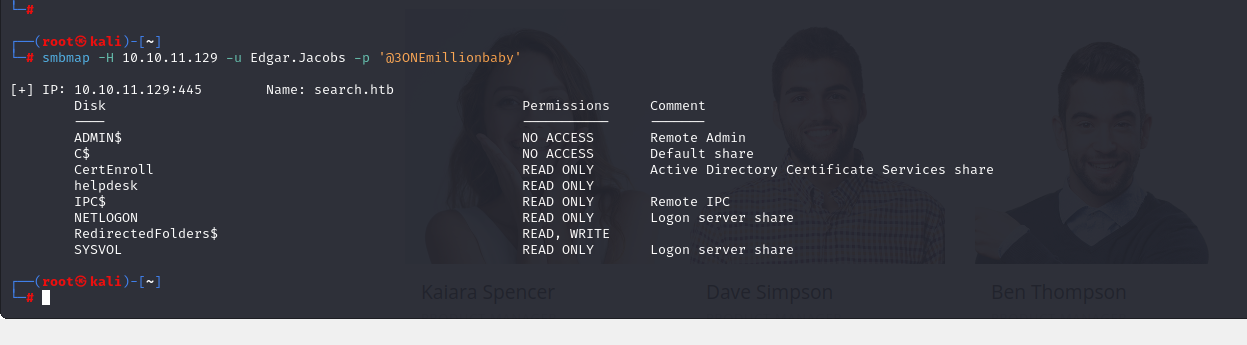 └─#
┌──(root㉿kali)-[~]
└─# smbmap -H 10.10.11.129 -u Edgar.Jacobs -p '@3ONEmillionbaby'
[+] IP: 10.10.11.129:445 Name: search.htb
Disk Permissions Comment
---- ----------- -------
ADMIN$ NO ACCESS Remote Admin
C$ NO ACCESS Default share
CertEnroll READ ONLY Active Directory Certificate Services share
helpdesk READ ONLY
IPC$ READ ONLY Remote IPC
NETLOGON READ ONLY Logon server share
RedirectedFolders$ READ, WRITE
SYSVOL READ ONLY Logon server share
┌──(root㉿kali)-[~]
└─#
Kaiara Spencer Dave Simpson Ben Thompson